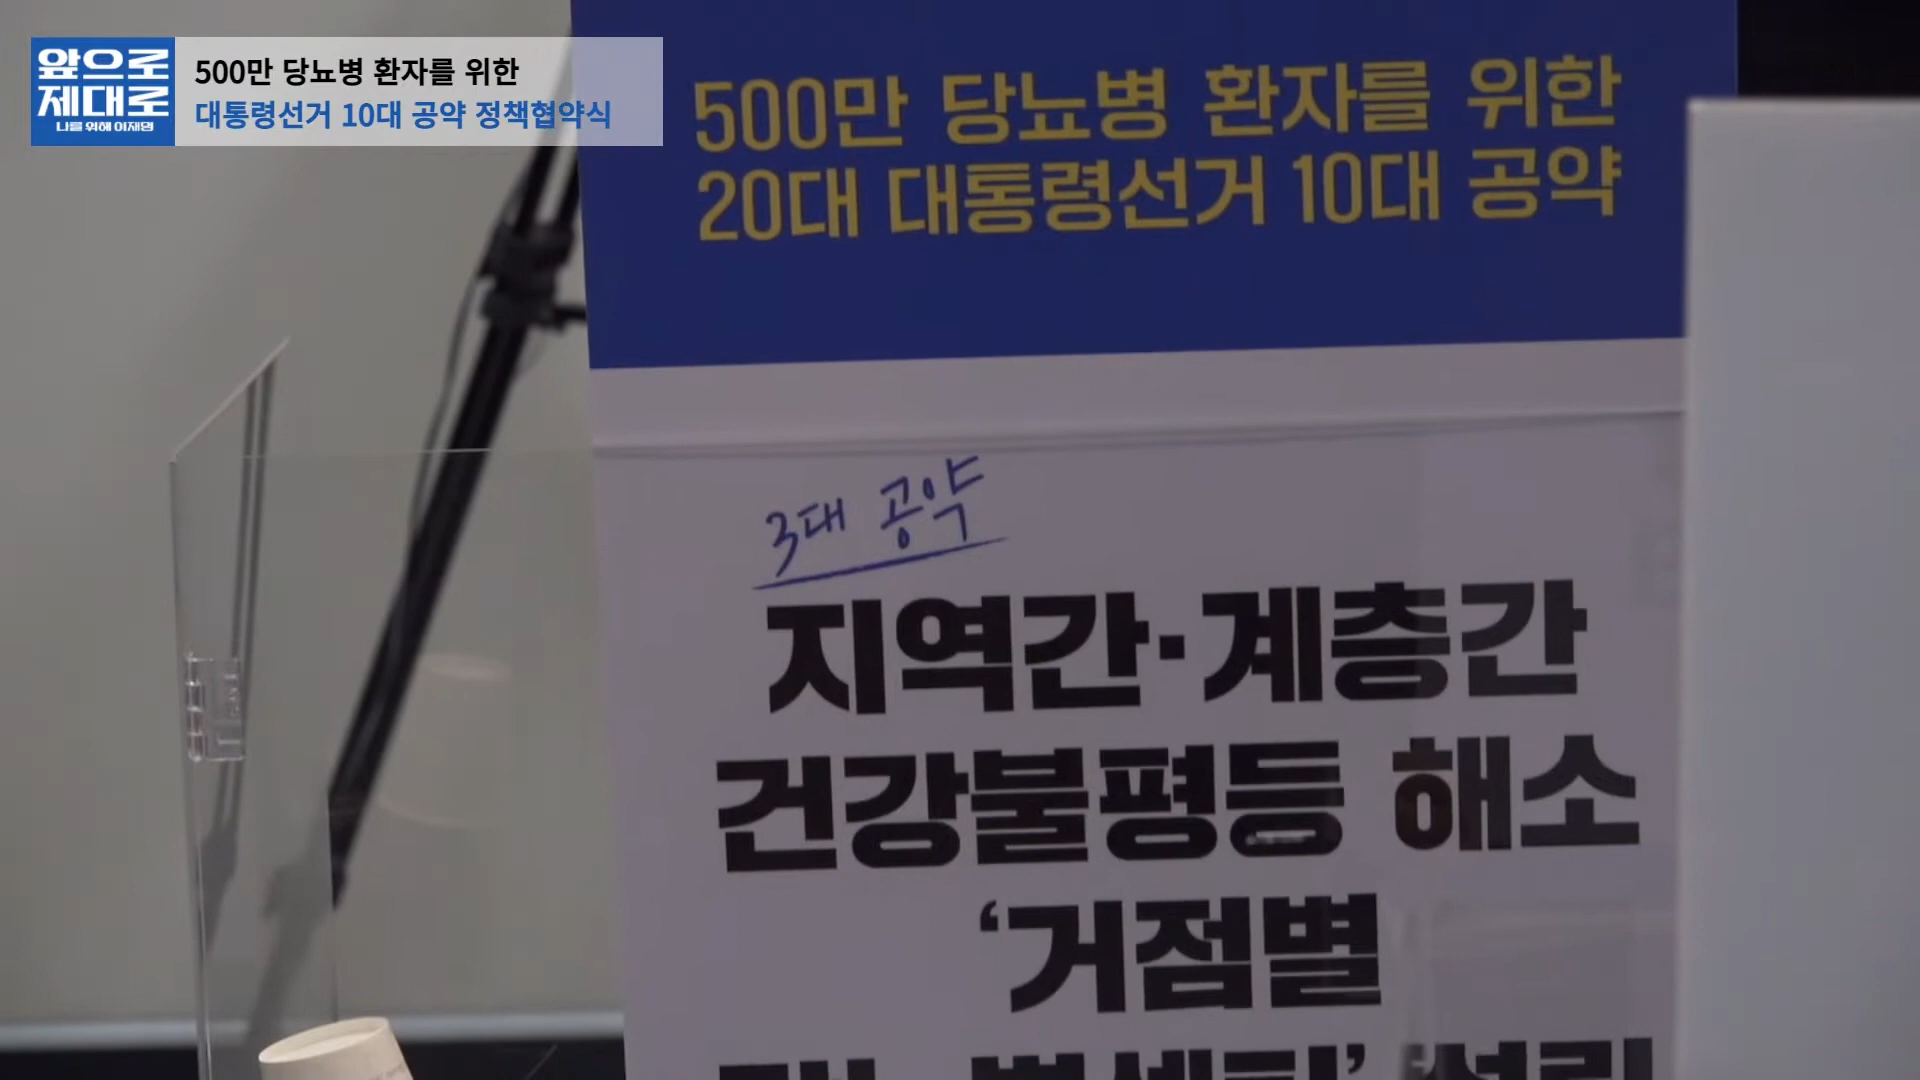 앞으로
제대로
나를 위해 이재명
500만 당뇨병 환자를 위한
대통령선거 10대 공약 정책협약식
500만 당뇨병 환자를 위한
20대 대통령선거 10대 공약
3대 공약
지역간·계층간
건강불평등 해소
‘거점별